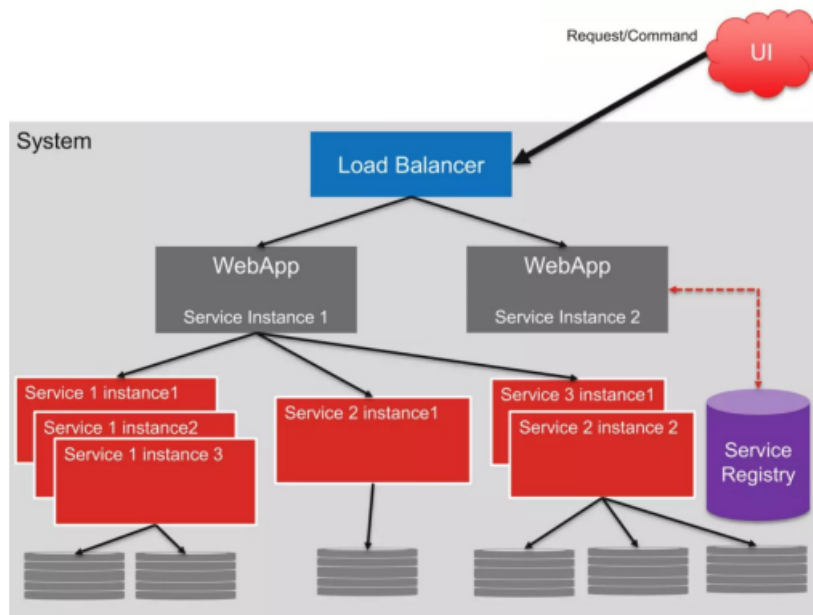 Request/Command
UI
System
Load Balancer
WebApp
Service Instance 1
WebApp
Service Instance 2
Service 1 instance1
Service 1 instance2
Service 1 instance 3
Service 2 instance1
Service 3 instance1
Service 2 instance 2
Service
Registry